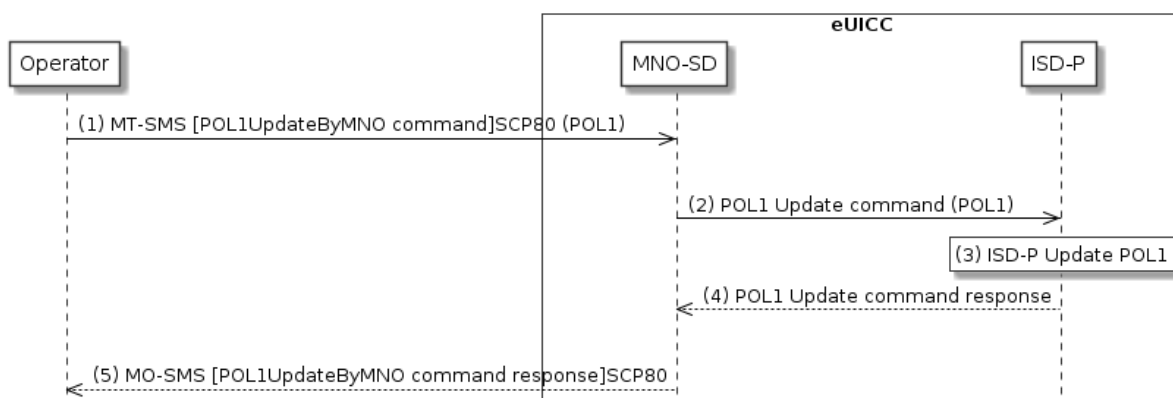 eUICC
Operator
MNO-SD
ISD-P
(1) MT-SMS [POL1UpdateByMNO command]SCP80 (POL1)
(2) POL1 Update command (POL1)
(3) ISD-P Update POL1
(4) POL1 Update command response
(5) MO-SMS [POL1UpdateByMNO command response]SCP80